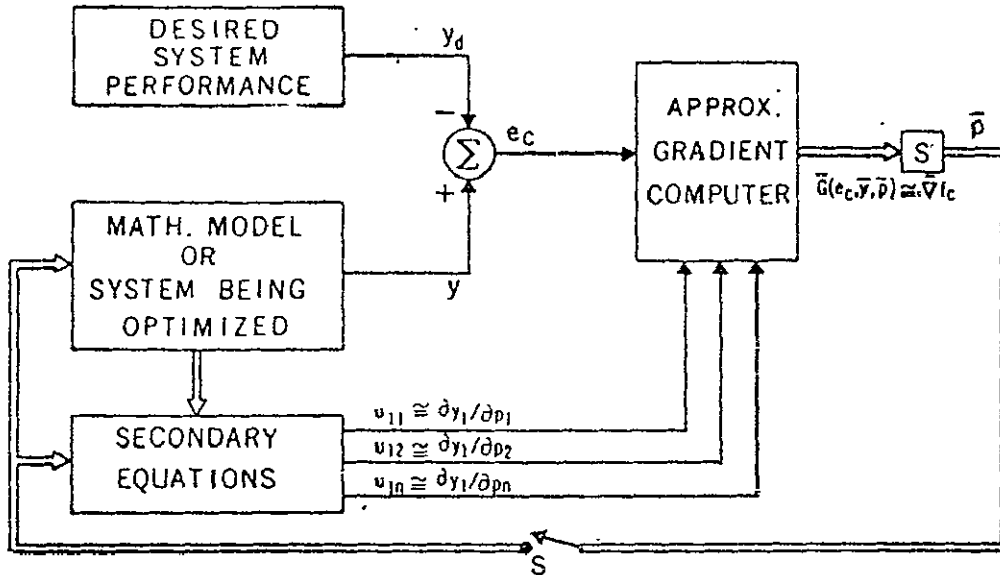 DESIRED
SYSTEM
PERFORMANCE
y_d
−
Σ
+
e_c
APPROX.
GRADIENT
COMPUTER
S
p̄
Ḡ(e_c,ȳ,p̄) ≅ ∇̄f_c
MATH. MODEL
OR
SYSTEM BEING
OPTIMIZED
y
SECONDARY
EQUATIONS
u_11 ≅ ∂y_1/∂p_1
u_12 ≅ ∂y_1/∂p_2
u_1n ≅ ∂y_1/∂p_n
S